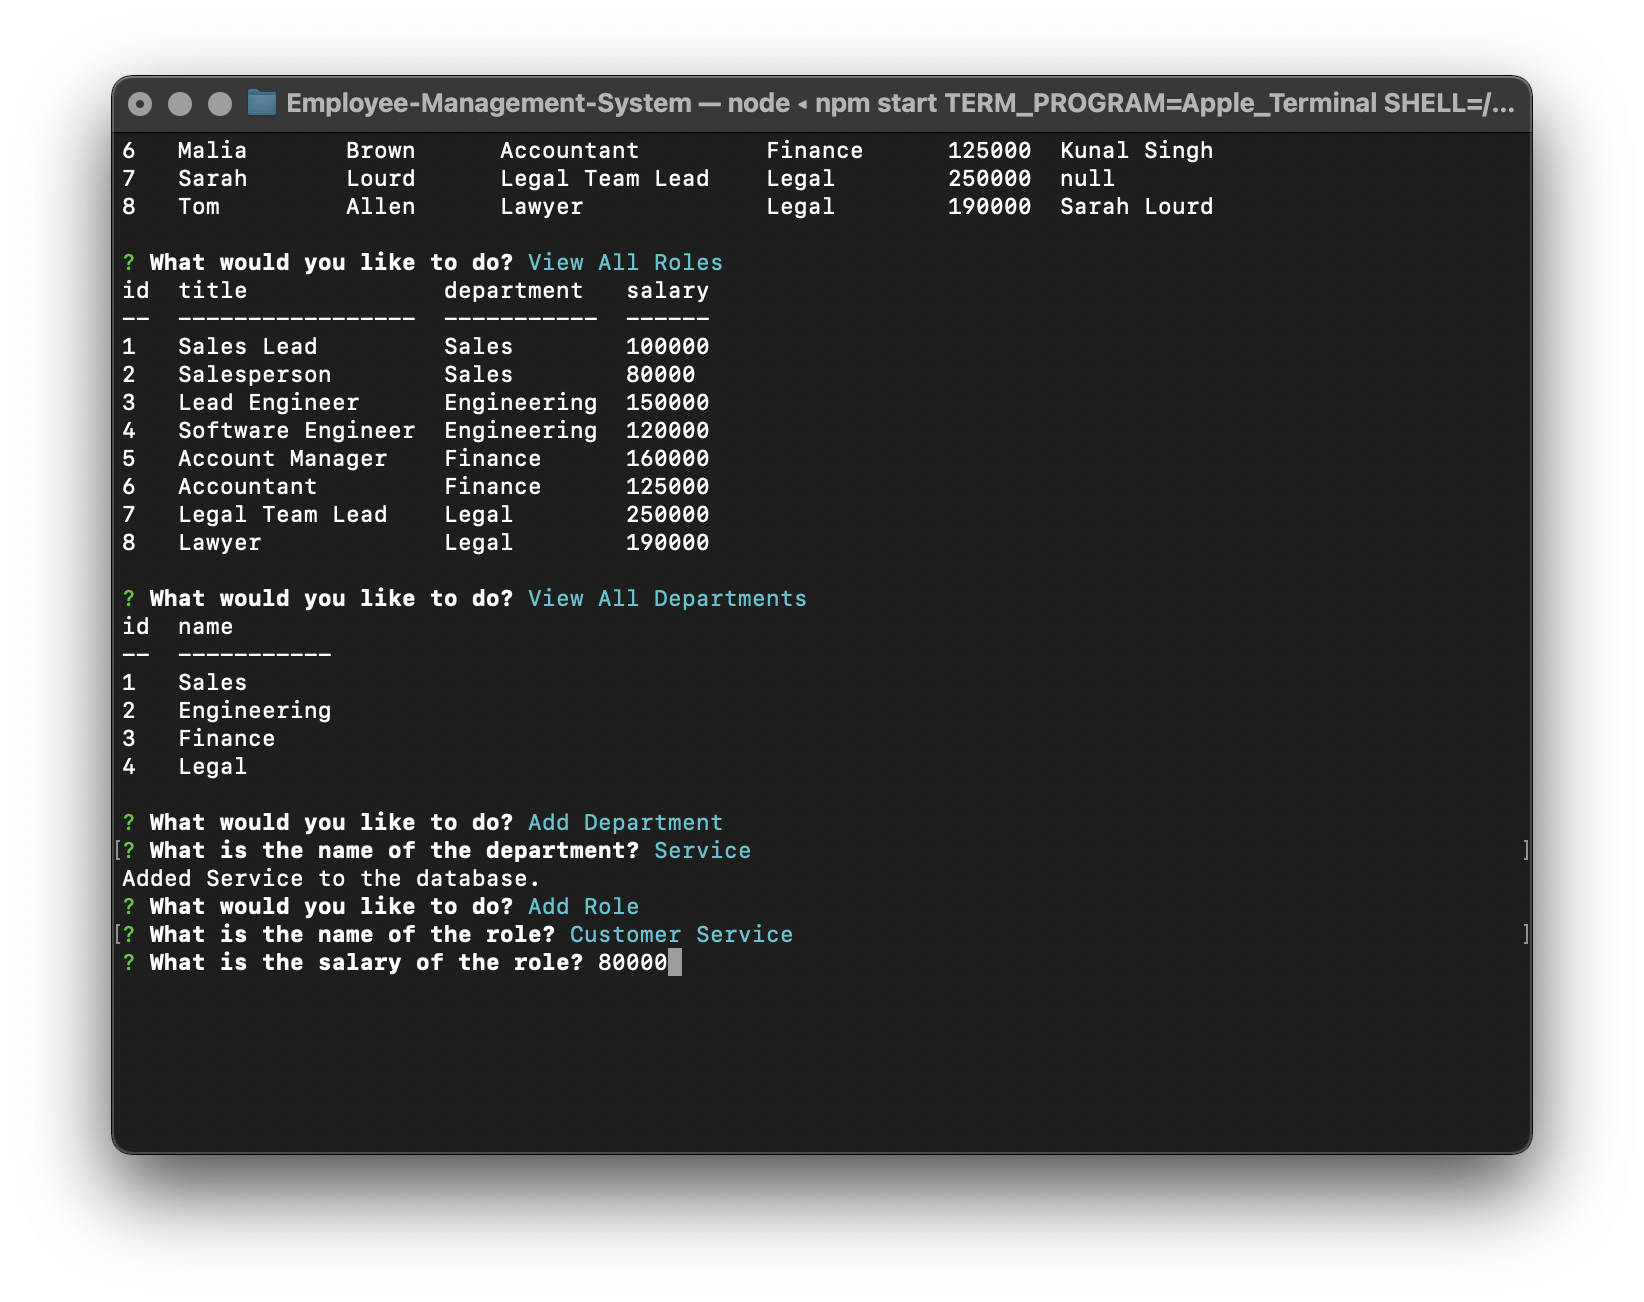 Employee-Management-System — node ◂ npm start TERM_PROGRAM=Apple_Terminal SHELL=/...
6   Malia       Brown      Accountant         Finance      125000  Kunal Singh
7   Sarah       Lourd      Legal Team Lead    Legal        250000  null
8   Tom         Allen      Lawyer             Legal        190000  Sarah Lourd
? What would you like to do? View All Roles
id  title              department   salary
--  -----------------  -----------  ------
1   Sales Lead         Sales        100000
2   Salesperson        Sales        80000
3   Lead Engineer      Engineering  150000
4   Software Engineer  Engineering  120000
5   Account Manager    Finance      160000
6   Accountant         Finance      125000
7   Legal Team Lead    Legal        250000
8   Lawyer             Legal        190000
? What would you like to do? View All Departments
id  name
--  -----------
1   Sales
2   Engineering
3   Finance
4   Legal
? What would you like to do? Add Department
[? What is the name of the department? Service ]
Added Service to the database.
? What would you like to do? Add Role
[? What is the name of the role? Customer Service ]
? What is the salary of the role? 80000